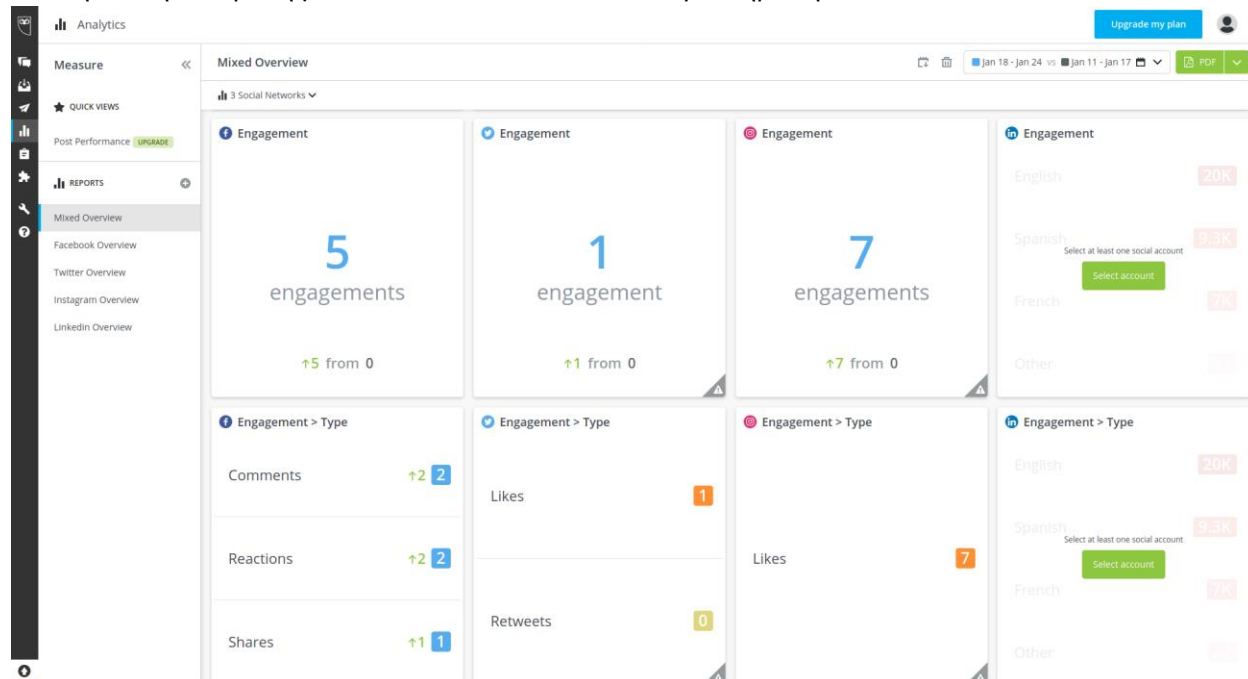 Analytics
Upgrade my plan
Measure
Mixed Overview
Jan 18 - Jan 24 vs Jan 11 - Jan 17
PDF
3 Social Networks
QUICK VIEWS
Post Performance UPGRADE
REPORTS
Mixed Overview
Facebook Overview
Twitter Overview
Instagram Overview
Linkedin Overview
Engagement
5
engagements
↑5 from 0
Engagement
1
engagement
↑1 from 0
Engagement
7
engagements
↑7 from 0
Engagement
English 20K
Spanish 9.3K
Select at least one social account
Select account
French 7K
Other
Engagement > Type
Comments ↑2 2
Reactions ↑2 2
Shares ↑1 1
Engagement > Type
Likes 1
Retweets 0
Engagement > Type
Likes 7
Engagement > Type
English 20K
Spanish 9.3K
Select at least one social account
Select account
French 7K
Other